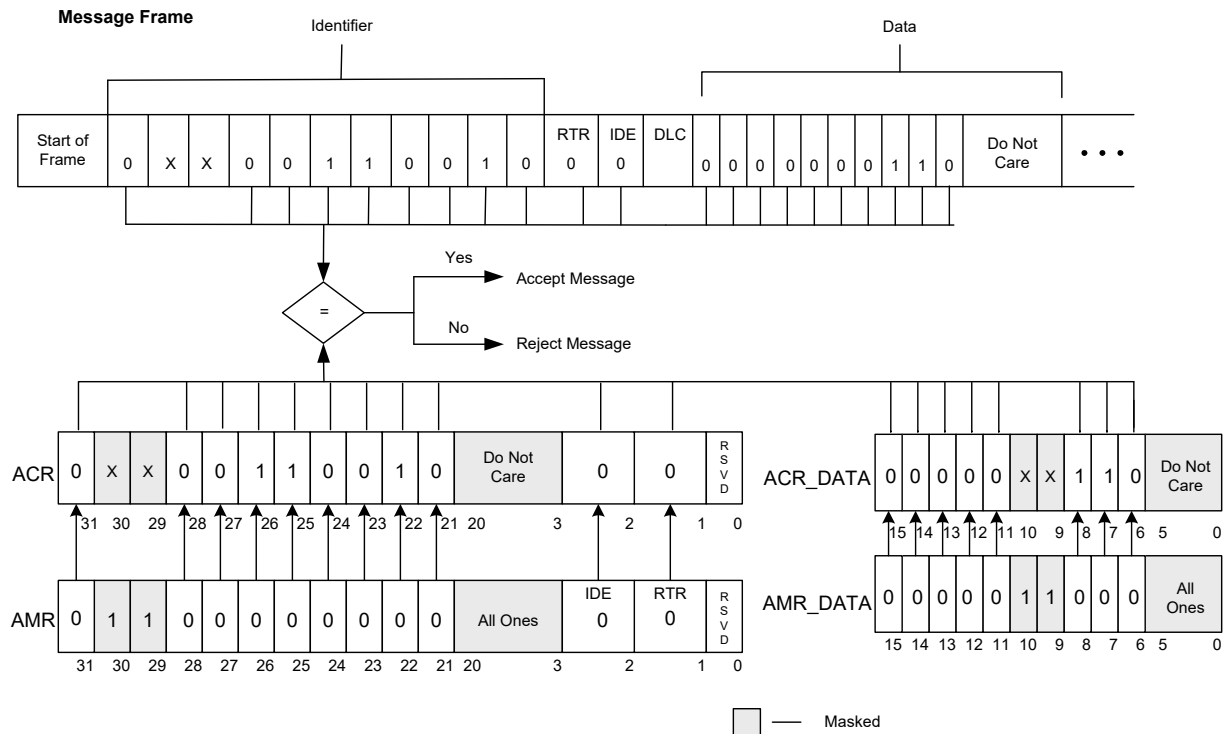 Message Frame
Identifier
Data
Start of Frame
0 X X 0 0 1 1 0 0 1 0
RTR IDE DLC
0 0
0 0 0 0 0 0 0 1 1 0
Do Not Care
• • •
=
Yes
Accept Message
No
Reject Message
ACR
0 X X 0 0 1 1 0 0 1 0
Do Not Care
0 0
RSVD
31 30 29 28 27 26 25 24 23 22 21 20 3 2 1 0
AMR
0 1 1 0 0 0 0 0 0 0 0
All Ones
IDE RTR
0 0
RSVD
31 30 29 28 27 26 25 24 23 22 21 20 3 2 1 0
ACR_DATA
0 0 0 0 0 X X 1 1 0
Do Not Care
15 14 13 12 11 10 9 8 7 6 5 0
AMR_DATA
0 0 0 0 0 1 1 0 0 0
All Ones
15 14 13 12 11 10 9 8 7 6 5 0
Masked